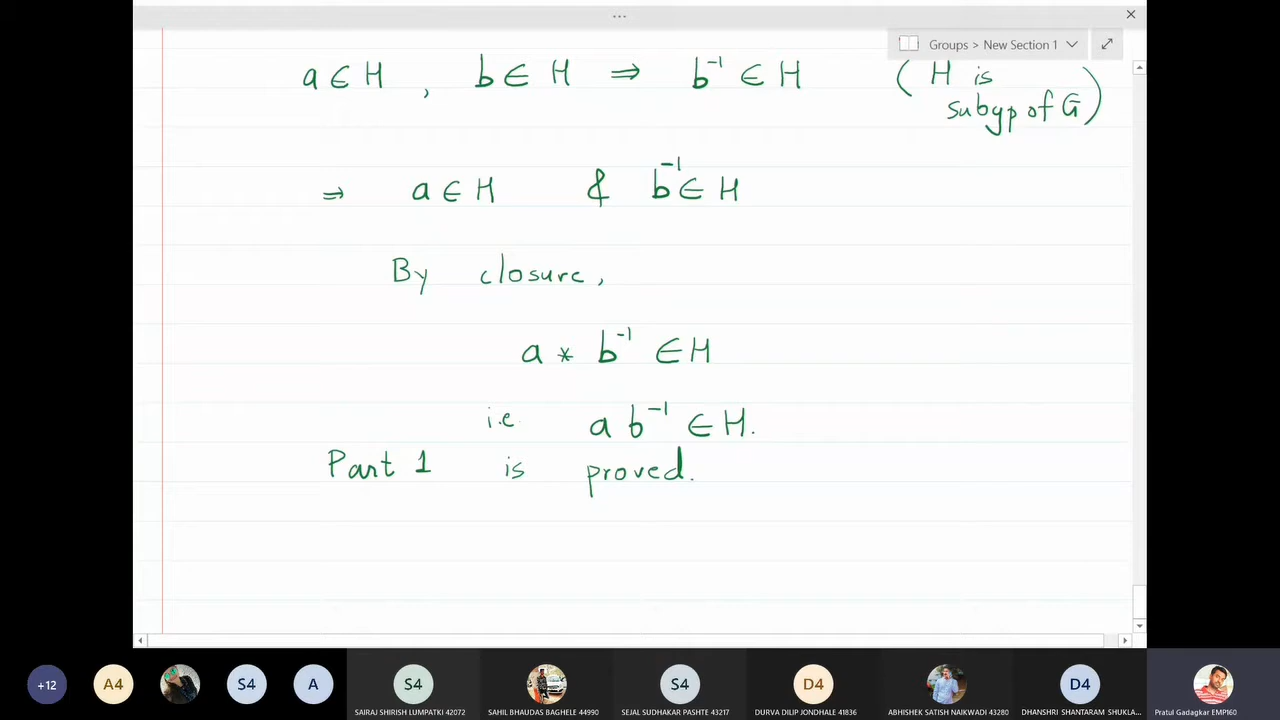 ...
Groups > New Section 1
a ∈ H , b ∈ H ⇒ b⁻¹ ∈ H ( H is
subgp of G )
⇒ a ∈ H & b⁻¹ ∈ H
By closure,
a * b⁻¹ ∈ H
i.e. a b⁻¹ ∈ H.
Part 1 is proved.
+12 A4 S4 A S4 S4 D4 D4
SAIRAJ SHIRISH LUMPATKI 42072 SAHIL BHAUDAS BAGHELE 44990 SEJAL SUDHAKAR PASHTE 43217 DURVA DILIP JONDHALE 41836 ABHISHEK SATISH NAIKWADI 43280 DHANSHRI SHANTARAM SHUKLA... Pratul Gadagkar EMP160